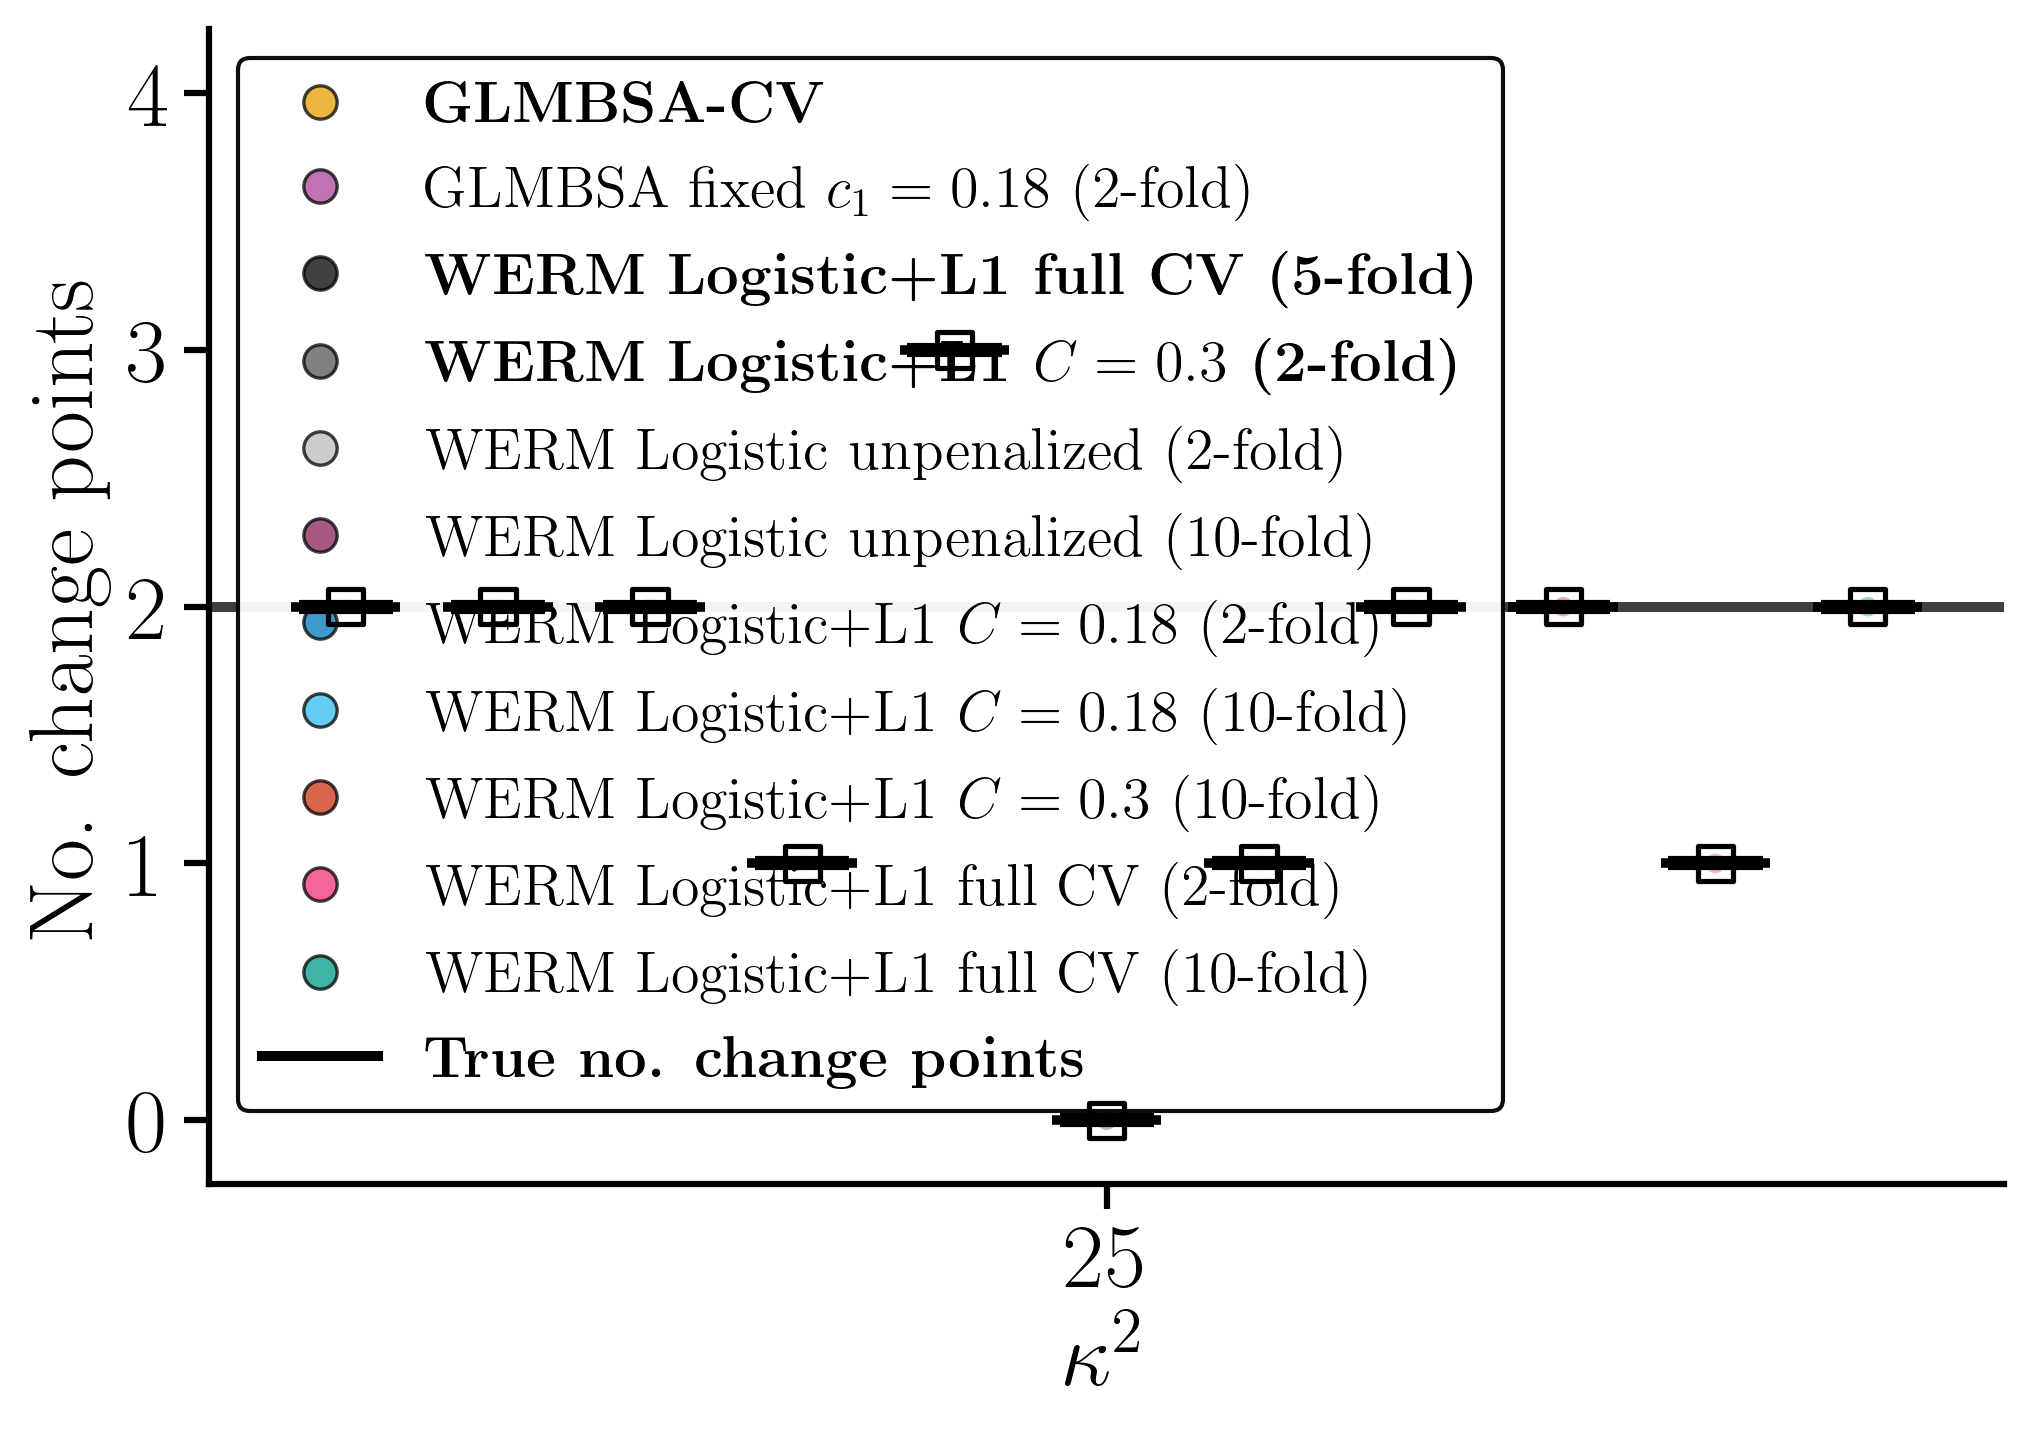 4
3
2
1
0
No. change points
GLMBSA-CV
GLMBSA fixed c₁ = 0.18 (2-fold)
WERM Logistic+L1 full CV (5-fold)
WERM Logistic+L1 C = 0.3 (2-fold)
WERM Logistic unpenalized (2-fold)
WERM Logistic unpenalized (10-fold)
WERM Logistic+L1 C = 0.18 (2-fold)
WERM Logistic+L1 C = 0.18 (10-fold)
WERM Logistic+L1 C = 0.3 (10-fold)
WERM Logistic+L1 full CV (2-fold)
WERM Logistic+L1 full CV (10-fold)
True no. change points
25
κ²